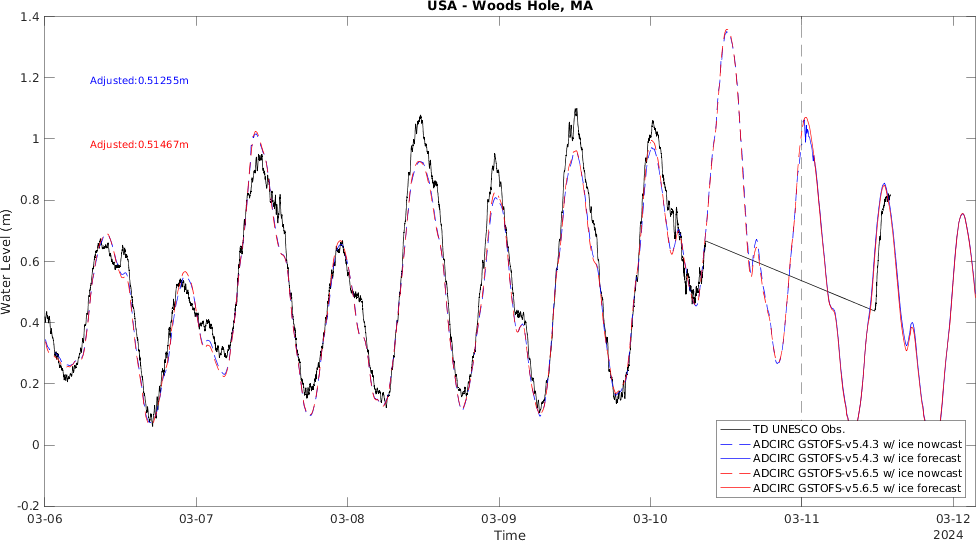 USA - Woods Hole, MA
1.4
1.2
1
0.8
0.6
0.4
0.2
0
-0.2
Water Level (m)
Adjusted:0.51255m
Adjusted:0.51467m
TD UNESCO Obs.
ADCIRC GSTOFS-v5.4.3 w/ ice nowcast
ADCIRC GSTOFS-v5.4.3 w/ ice forecast
ADCIRC GSTOFS-v5.6.5 w/ ice nowcast
ADCIRC GSTOFS-v5.6.5 w/ ice forecast
03-06 03-07 03-08 03-09 03-10 03-11 03-12
Time
2024